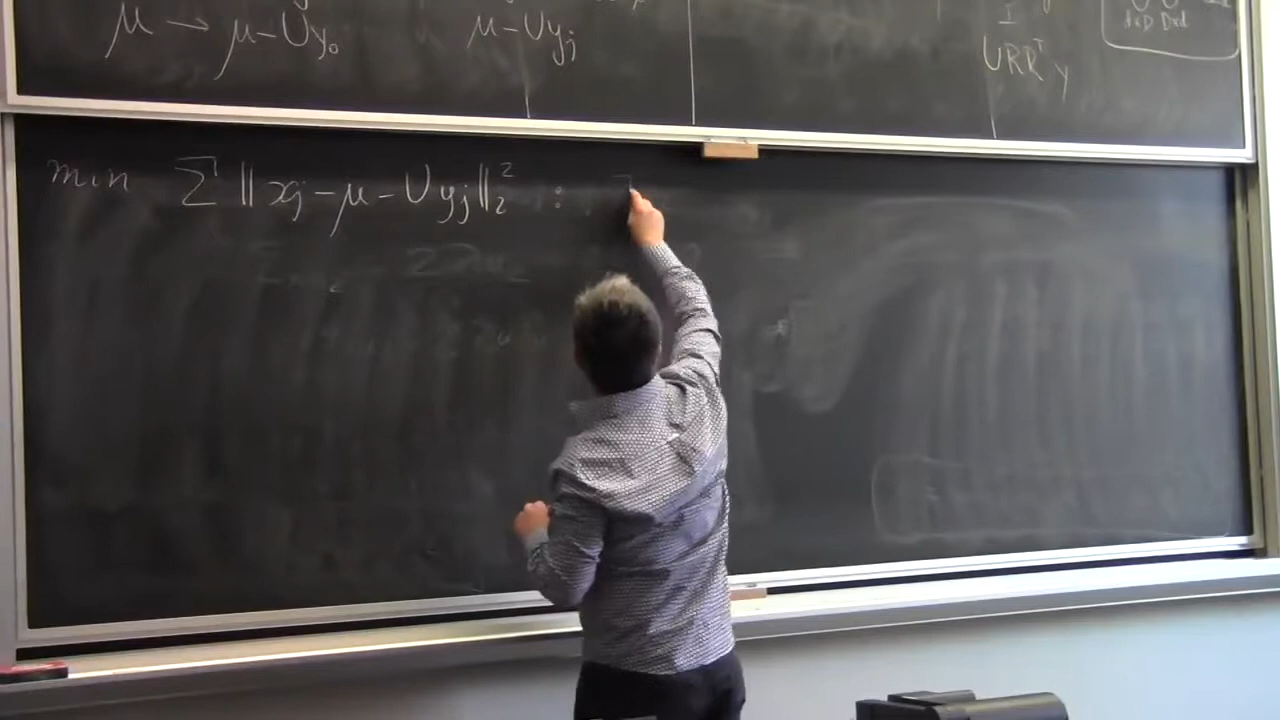 μ → μ-Uy₀
μ-Uyⱼ
I
d×D D×d
URRᵀy
min Σ ‖xⱼ-μ-Uyⱼ‖₂² :